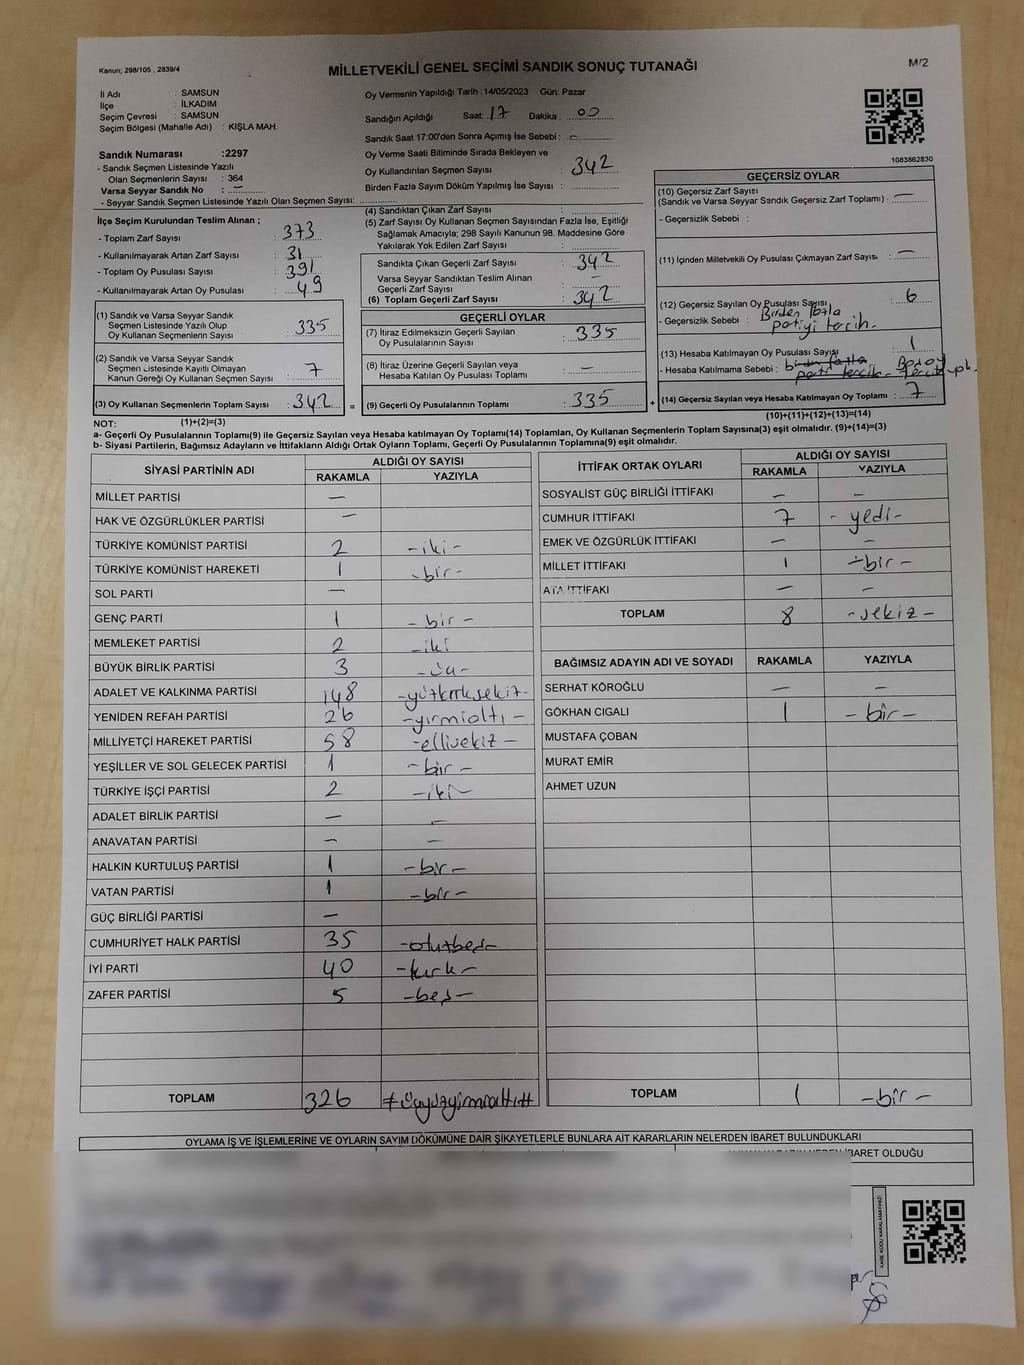 Kanun; 298/105 , 2839/4
MİLLETVEKİLİ GENEL SEÇİMİ SANDIK SONUÇ TUTANAĞI
M/2
İl Adı : SAMSUN
İlçe : İLKADIM
Seçim Çevresi : SAMSUN
Seçim Bölgesi (Mahalle Adı) : KIŞLA MAH.
Sandık Numarası :2297
- Sandık Seçmen Listesinde Yazılı
Olan Seçmenlerin Sayısı : 364
Varsa Seyyar Sandık No : —
- Seyyar Sandık Seçmen Listesinde Yazılı Olan Seçmen Sayısı:
Oy Vermenin Yapıldığı Tarih :14/05/2023 Gün: Pazar
Sandığın Açıldığı Saat: 17 Dakika : 00
Sandık Saat 17:00'den Sonra Açımış İse Sebebi : —
Oy Verme Saati Bitiminde Sırada Bekleyen ve
Oy Kullandırılan Seçmen Sayısı : 342
Birden Fazla Sayım Döküm Yapılmış İse Sayısı :
1083862830
İlçe Seçim Kurulundan Teslim Alınan ;
- Toplam Zarf Sayısı : 373
- Kullanılmayarak Artan Zarf Sayısı : 31
- Toplam Oy Pusulası Sayısı : 391
- Kullanılmayarak Artan Oy Pusulası : 49
(4) Sandıktan Çıkan Zarf Sayısı :
(5) Zarf Sayısı Oy Kullanan Seçmen Sayısından Fazla İse, Eşitliği
Sağlamak Amacıyla; 298 Sayılı Kanunun 98. Maddesine Göre
Yakılarak Yok Edilen Zarf Sayısı :
Sandıkta Çıkan Geçerli Zarf Sayısı : 342
Varsa Seyyar Sandıktan Teslim Alınan
Geçerli Zarf Sayısı : —
(6) Toplam Geçerli Zarf Sayısı : 342
GEÇERSİZ OYLAR
(10) Geçersiz Zarf Sayısı
(Sandık ve Varsa Seyyar Sandık Geçersiz Zarf Toplamı) : —
- Geçersizlik Sebebi :
(11) İçinden Milletvekili Oy Pusulası Çıkmayan Zarf Sayısı : —
(12) Geçersiz Sayılan Oy Pusulası Sayısı : 6
- Geçersizlik Sebebi : Birden fazla
partiyi tercih.
(13) Hesaba Katılmayan Oy Pusulası Sayısı : 1
- Hesaba Katılmama Sebebi : birden fazla
parti tercih
(14) Geçersiz Sayılan veya Hesaba Katılmayan Oy Toplamı : 7
(10)+(11)+(12)+(13)=(14)
(1) Sandık ve Varsa Seyyar Sandık
Seçmen Listesinde Yazılı Olup
Oy Kullanan Seçmenlerin Sayısı : 335
(2) Sandık ve Varsa Seyyar Sandık
Seçmen Listesinde Kayıtlı Olmayan
Kanun Gereği Oy Kullanan Seçmen Sayısı : 7
(3) Oy Kullanan Seçmenlerin Toplam Sayısı : 342
(1)+(2)=(3)
GEÇERLİ OYLAR
(7) İtiraz Edilmeksizin Geçerli Sayılan
Oy Pusulalarının Sayısı : 335
(8) İtiraz Üzerine Geçerli Sayılan veya
Hesaba Katılan Oy Pusulası Toplamı : —
= (9) Geçerli Oy Pusulalarının Toplamı : 335 +
NOT:
a- Geçerli Oy Pusulalarının Toplamı(9) ile Geçersiz Sayılan veya Hesaba katılmayan Oy Toplamı(14) Toplamları, Oy Kullanan Seçmenlerin Toplam Sayısına(3) eşit olmalıdır. (9)+(14)=(3)
b- Siyasi Partilerin, Bağımsız Adayların ve İttifakların Aldığı Ortak Oyların Toplamı, Geçerli Oy Pusulalarının Toplamına(9) eşit olmalıdır.
SİYASİ PARTİNİN ADI ALDIĞI OY SAYISI
RAKAMLA YAZIYLA
MİLLET PARTİSİ —
HAK VE ÖZGÜRLÜKLER PARTİSİ —
TÜRKİYE KOMÜNİST PARTİSİ 2 -iki-
TÜRKİYE KOMÜNİST HAREKETİ 1 -bir-
SOL PARTİ —
GENÇ PARTİ 1 -bir-
MEMLEKET PARTİSİ 2 -iki
BÜYÜK BİRLİK PARTİSİ 3 -üç-
ADALET VE KALKINMA PARTİSİ 148 -yüzkırksekiz-
YENİDEN REFAH PARTİSİ 26 -yirmialtı-
MİLLİYETÇİ HAREKET PARTİSİ 58 -ellisekiz-
YEŞİLLER VE SOL GELECEK PARTİSİ 1 -bir-
TÜRKİYE İŞÇİ PARTİSİ 2 -iki-
ADALET BİRLİK PARTİSİ — —
ANAVATAN PARTİSİ — —
HALKIN KURTULUŞ PARTİSİ 1 -bir-
VATAN PARTİSİ 1 -bir-
GÜÇ BİRLİĞİ PARTİSİ —
CUMHURİYET HALK PARTİSİ 35 -otuzbeş-
İYİ PARTİ 40 -kırk-
ZAFER PARTİSİ 5 -beş-
TOPLAM 326 #üçyüzyirmialtı#
İTTİFAK ORTAK OYLARI ALDIĞI OY SAYISI
RAKAMLA YAZIYLA
SOSYALİST GÜÇ BİRLİĞİ İTTİFAKI — —
CUMHUR İTTİFAKI 7 -yedi-
EMEK VE ÖZGÜRLÜK İTTİFAKI — —
MİLLET İTTİFAKI 1 -bir-
ATA İTTİFAKI — —
TOPLAM 8 -sekiz-
BAĞIMSIZ ADAYIN ADI VE SOYADI RAKAMLA YAZIYLA
SERHAT KÖROĞLU — —
GÖKHAN CIGALI 1 -bir-
MUSTAFA ÇOBAN
MURAT EMİR
AHMET UZUN
TOPLAM 1 -bir-
OYLAMA İŞ VE İŞLEMLERİNE VE OYLARIN SAYIM DÖKÜMÜNE DAİR ŞİKAYETLERLE BUNLARA AİT KARARLARIN NELERDEN İBARET BULUNDUKLARI
İBARET OLDUĞU
KARE KODU KARALAMAYINIZ!